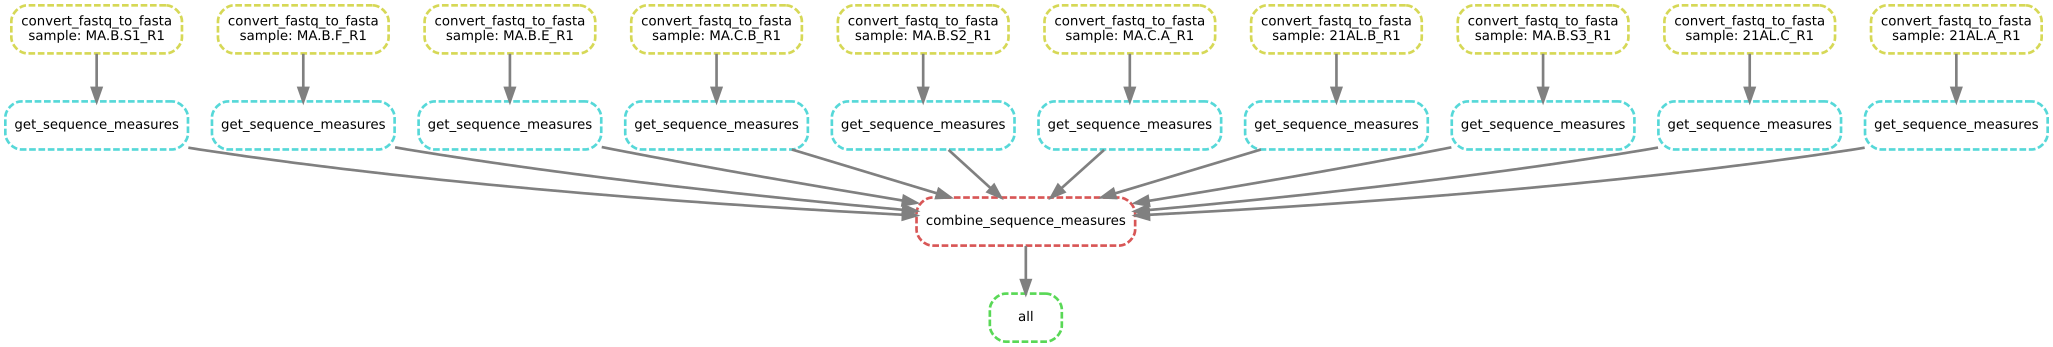 convert_fastq_to_fasta
sample: MA.B.S1_R1
convert_fastq_to_fasta
sample: MA.B.F_R1
convert_fastq_to_fasta
sample: MA.B.E_R1
convert_fastq_to_fasta
sample: MA.C.B_R1
convert_fastq_to_fasta
sample: MA.B.S2_R1
convert_fastq_to_fasta
sample: MA.C.A_R1
convert_fastq_to_fasta
sample: 21AL.B_R1
convert_fastq_to_fasta
sample: MA.B.S3_R1
convert_fastq_to_fasta
sample: 21AL.C_R1
convert_fastq_to_fasta
sample: 21AL.A_R1
get_sequence_measures
get_sequence_measures
get_sequence_measures
get_sequence_measures
get_sequence_measures
get_sequence_measures
get_sequence_measures
get_sequence_measures
get_sequence_measures
get_sequence_measures
combine_sequence_measures
all